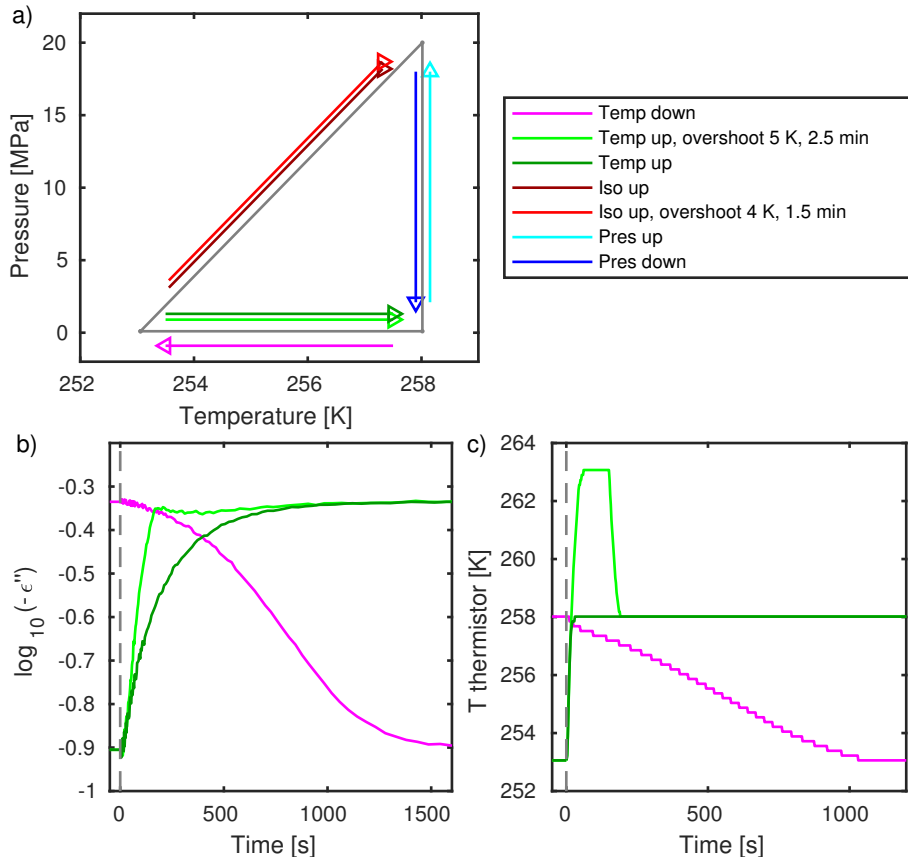 a)
Pressure [MPa]
20
15
10
5
0
252
254
256
258
Temperature [K]
Temp down
Temp up, overshoot 5 K, 2.5 min
Temp up
Iso up
Iso up, overshoot 4 K, 1.5 min
Pres up
Pres down
b)
log 10 (- ϵ'')
-0.3
-0.4
-0.5
-0.6
-0.7
-0.8
-0.9
-1
0
500
1000
1500
Time [s]
c)
T thermistor [K]
264
262
260
258
256
254
252
0
500
1000
Time [s]